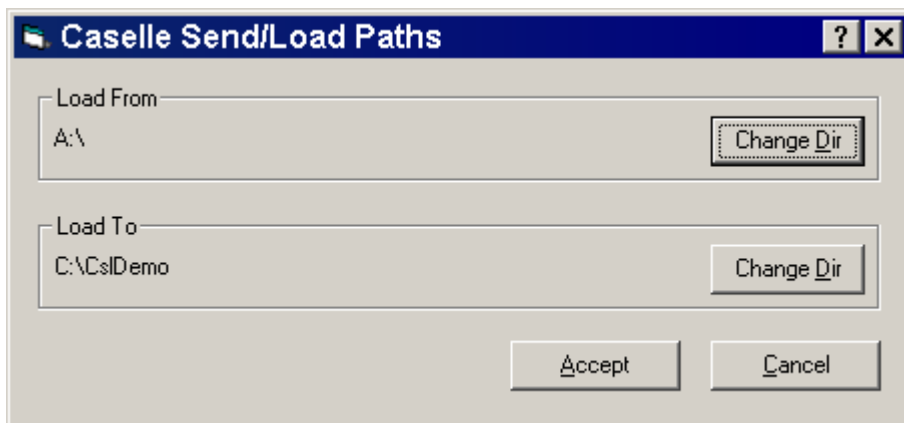 Caselle Send/Load Paths
? X
Load From
A:\
Change Dir
Load To
C:\CslDemo
Change Dir
Accept Cancel